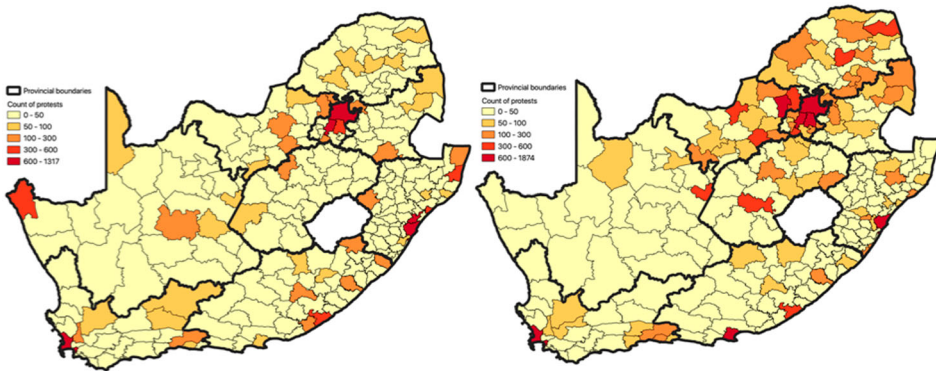 Provincial boundaries
Count of protests
0 - 50
50 - 100
100 - 300
300 - 600
600 - 1317
Provincial boundaries
Count of protests
0 - 50
50 - 100
100 - 300
300 - 600
600 - 1874